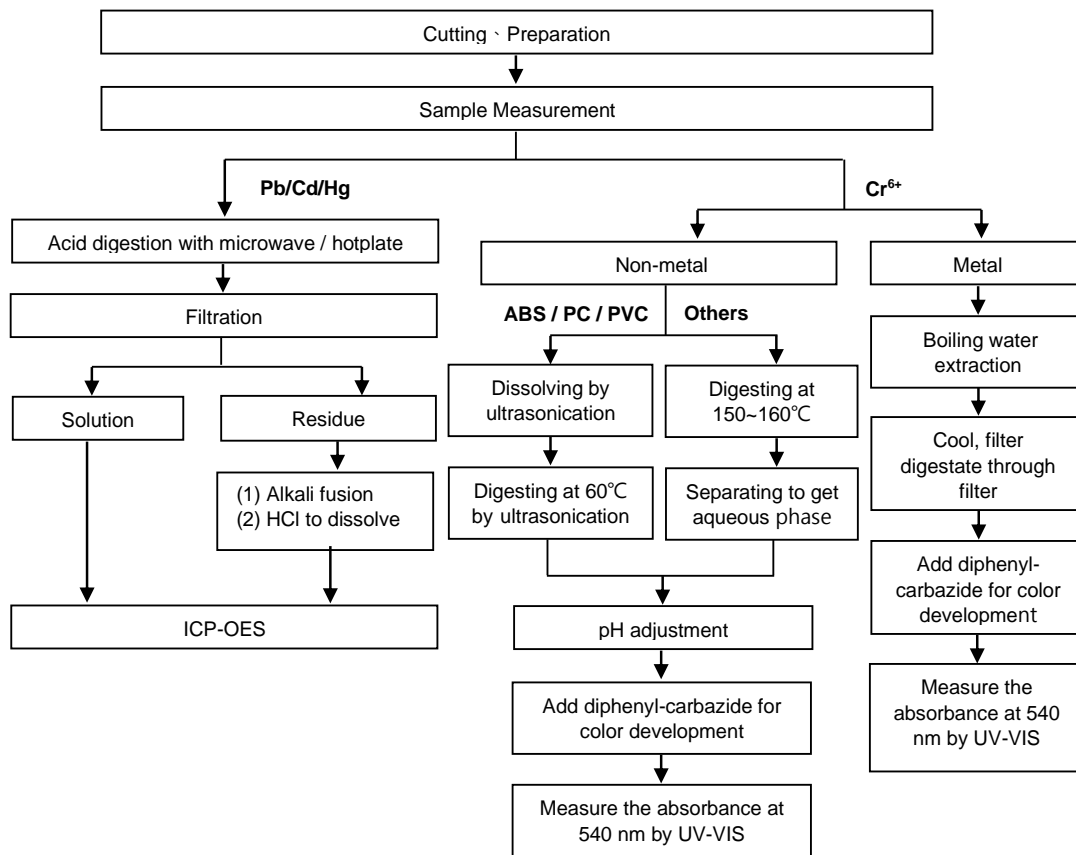 Cutting、Preparation
Sample Measurement
Pb/Cd/Hg
Cr⁶⁺
Acid digestion with microwave / hotplate
Filtration
Solution
Residue
(1) Alkali fusion
(2) HCl to dissolve
ICP-OES
Non-metal
ABS / PC / PVC
Others
Dissolving by
ultrasonication
Digesting at 60℃
by ultrasonication
Digesting at
150~160℃
Separating to get
aqueous phase
pH adjustment
Add diphenyl-carbazide for
color development
Measure the absorbance at
540 nm by UV-VIS
Metal
Boiling water
extraction
Cool, filter
digestate through
filter
Add diphenyl-
carbazide for color
development
Measure the
absorbance at 540
nm by UV-VIS